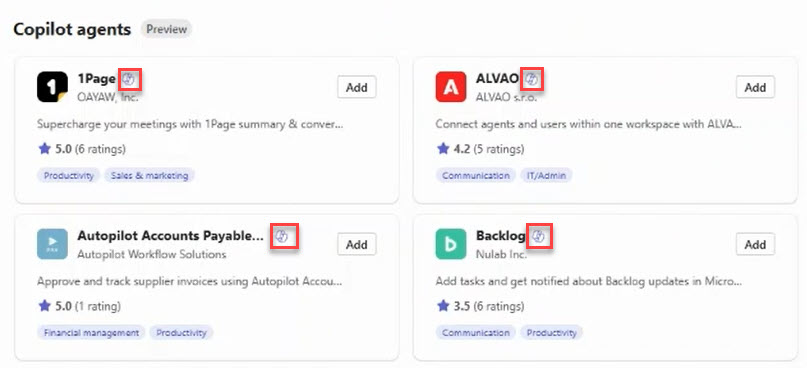 Copilot agents Preview
1Page
OAYAW, Inc.
Add
Supercharge your meetings with 1Page summary & conver...
5.0 (6 ratings)
Productivity Sales & marketing
ALVAO
ALVAO s.r.o.
Add
Connect agents and users within one workspace with ALVA...
4.2 (5 ratings)
Communication IT/Admin
Autopilot Accounts Payable...
Autopilot Workflow Solutions
Add
Approve and track supplier invoices using Autopilot Accou...
5.0 (1 rating)
Financial management Productivity
Backlog
Nulab Inc.
Add
Add tasks and get notified about Backlog updates in Micro...
3.5 (6 ratings)
Communication Productivity